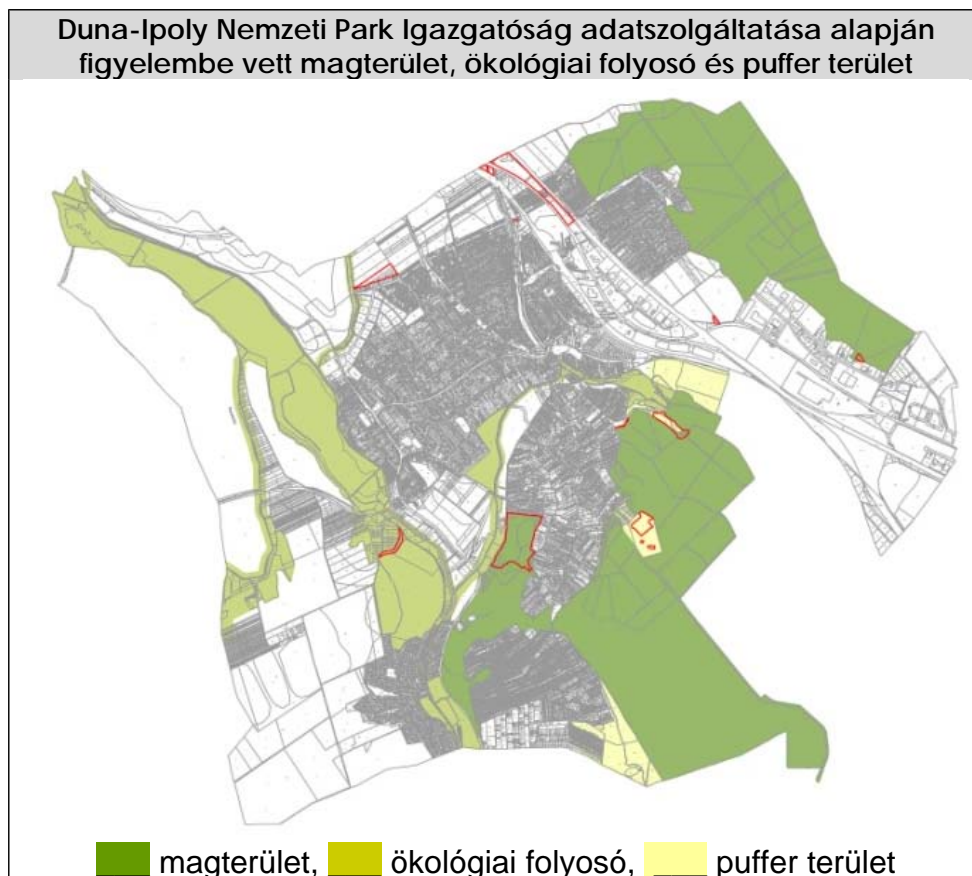 Duna-Ipoly Nemzeti Park Igazgatóság adatszolgáltatása alapján
figyelembe vett magterület, ökológiai folyosó és puffer terület
magterület, ökológiai folyosó, puffer terület